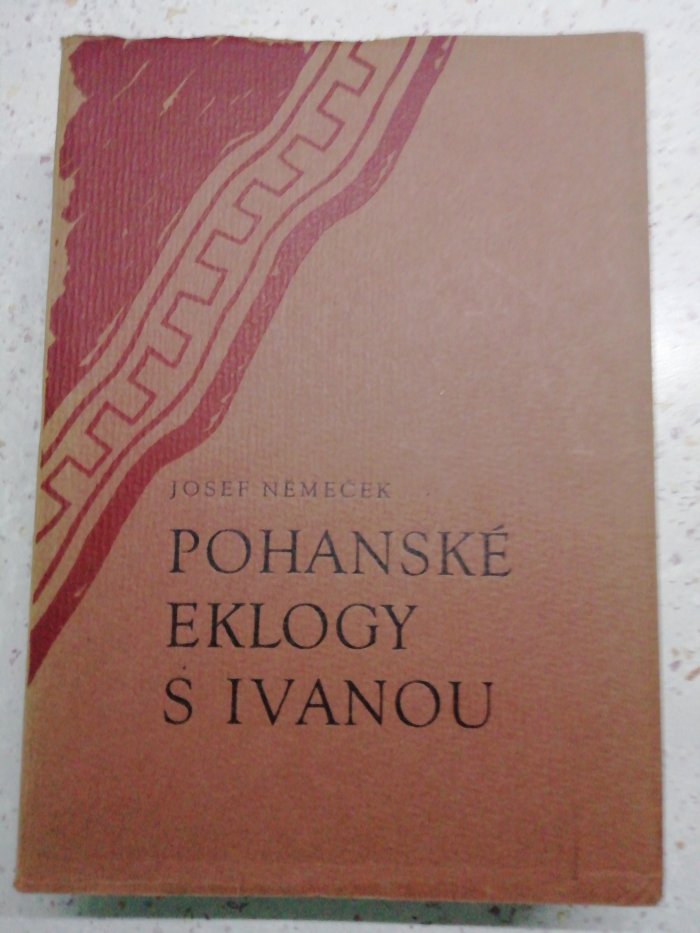 JOSEF NĚMEČEK
POHANSKÉ
EKLOGY
S IVANOU